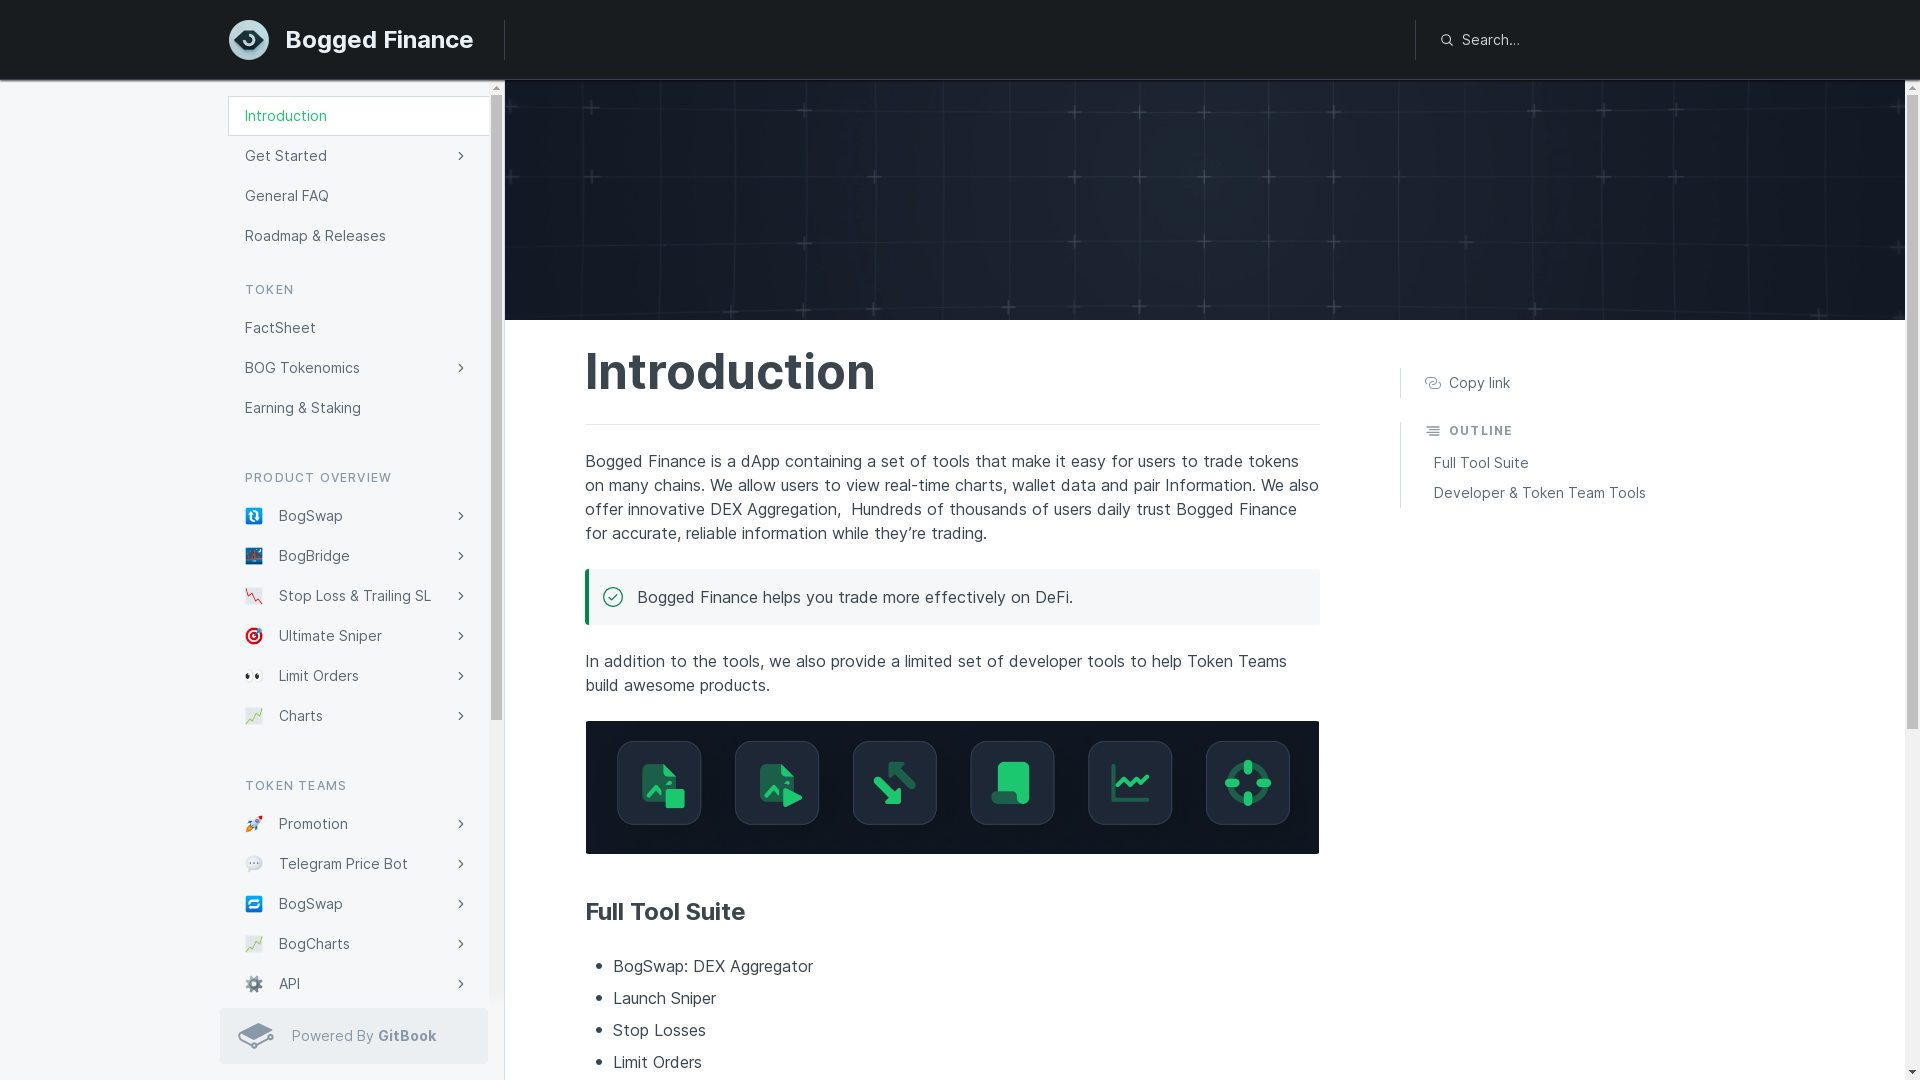 Bogged Finance
Search…
Introduction
Get Started
General FAQ
Roadmap & Releases
TOKEN
FactSheet
BOG Tokenomics
Earning & Staking
PRODUCT OVERVIEW
BogSwap
BogBridge
Stop Loss & Trailing SL
Ultimate Sniper
Limit Orders
Charts
TOKEN TEAMS
Promotion
Telegram Price Bot
BogSwap
BogCharts
API
Powered By GitBook
Introduction
Bogged Finance is a dApp containing a set of tools that make it easy for users to trade tokens
on many chains. We allow users to view real-time charts, wallet data and pair Information. We also
offer innovative DEX Aggregation,  Hundreds of thousands of users daily trust Bogged Finance
for accurate, reliable information while they’re trading.
Bogged Finance helps you trade more effectively on DeFi.
In addition to the tools, we also provide a limited set of developer tools to help Token Teams
build awesome products.
Full Tool Suite
BogSwap: DEX Aggregator
Launch Sniper
Stop Losses
Limit Orders
Copy link
OUTLINE
Full Tool Suite
Developer & Token Team Tools